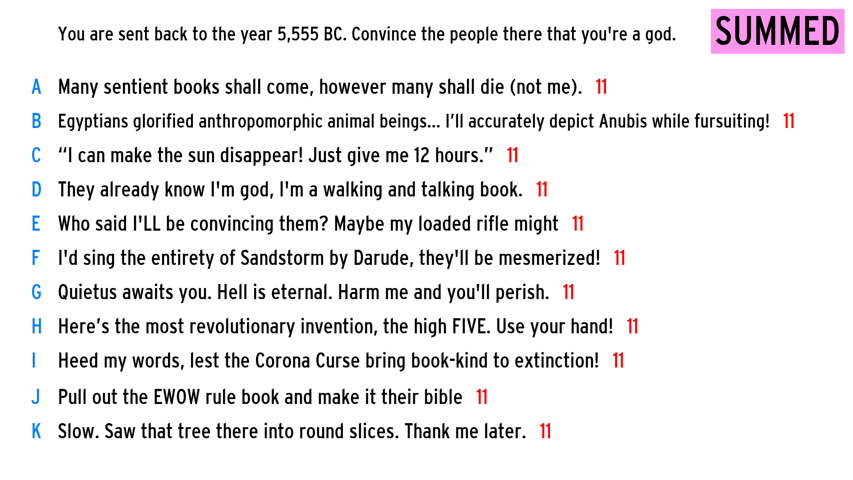 You are sent back to the year 5,555 BC. Convince the people there that you're a god. SUMMED
A Many sentient books shall come, however many shall die (not me). 11
B Egyptians glorified anthropomorphic animal beings... I’ll accurately depict Anubis while fursuiting! 11
C “I can make the sun disappear! Just give me 12 hours.” 11
D They already know I'm god, I'm a walking and talking book. 11
E Who said I'LL be convincing them? Maybe my loaded rifle might 11
F I'd sing the entirety of Sandstorm by Darude, they'll be mesmerized! 11
G Quietus awaits you. Hell is eternal. Harm me and you'll perish. 11
H Here’s the most revolutionary invention, the high FIVE. Use your hand! 11
I Heed my words, lest the Corona Curse bring book-kind to extinction! 11
J Pull out the EWOW rule book and make it their bible 11
K Slow. Saw that tree there into round slices. Thank me later. 11